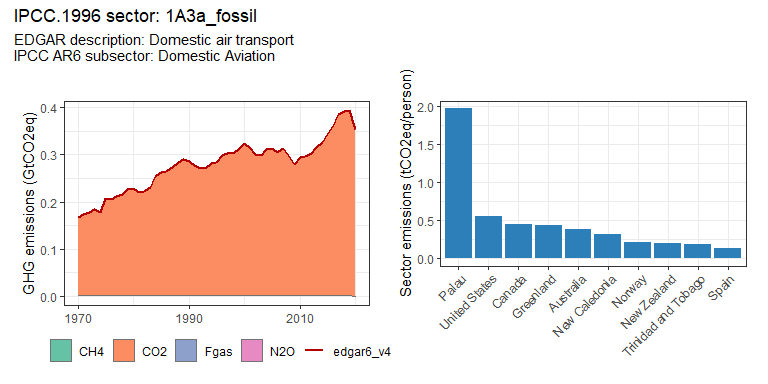 IPCC.1996 sector: 1A3a_fossil
EDGAR description: Domestic air transport
IPCC AR6 subsector: Domestic Aviation
GHG emissions (GtCO2eq)
0.4
0.3
0.2
0.1
0.0
1970
1990
2010
CH4
CO2
Fgas
N2O
edgar6_v4
Sector emissions (tCO2eq/person)
2.0
1.5
1.0
0.5
0.0
Palau
United States
Canada
Greenland
Australia
New Caledonia
Norway
New Zealand
Trinidad and Tobago
Spain